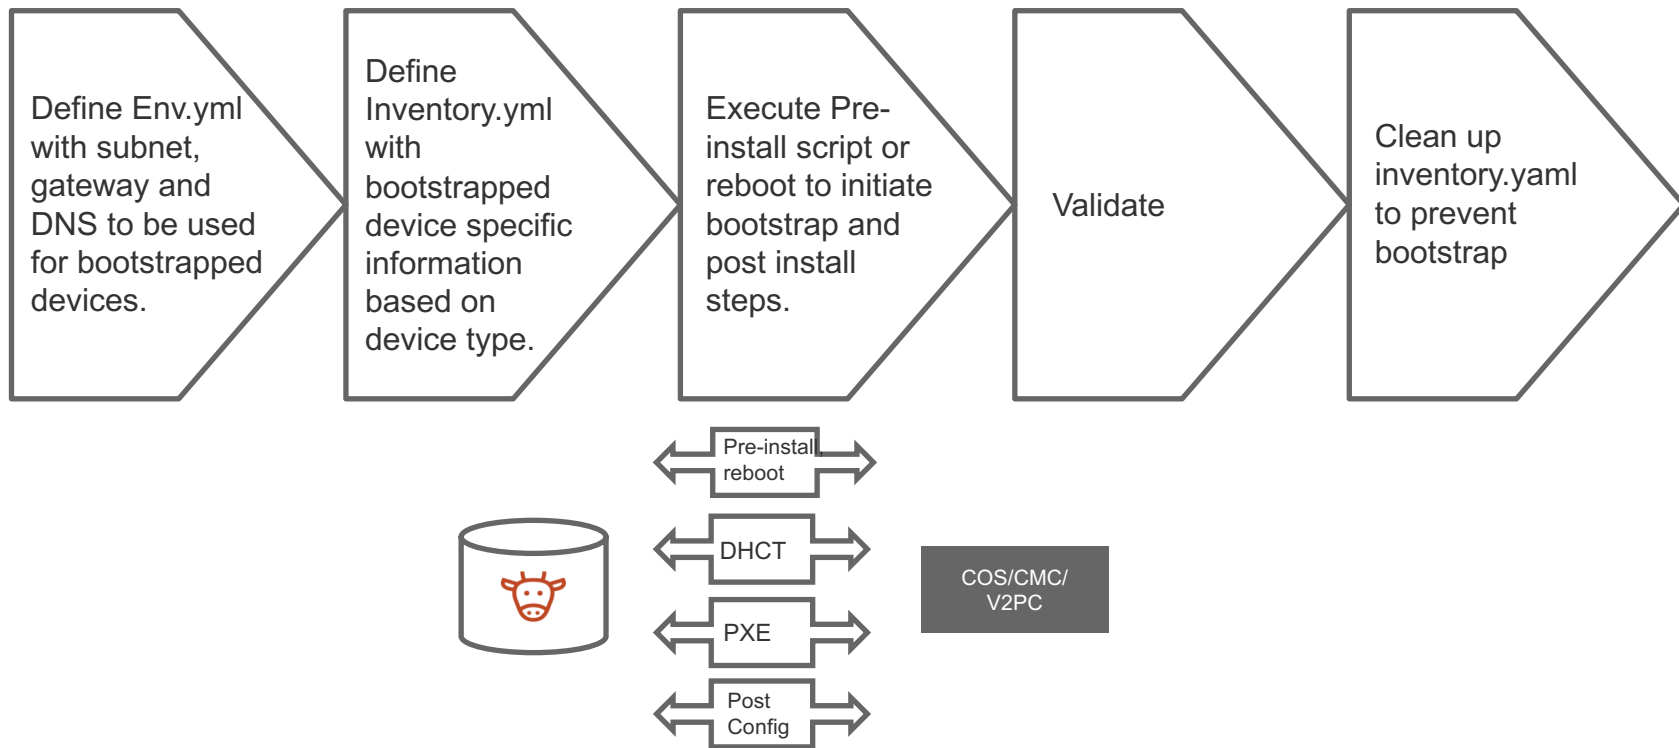 Define Env.yml
with subnet,
gateway and
DNS to be used
for bootstrapped
devices.
Define
Inventory.yml
with
bootstrapped
device specific
information
based on
device type.
Execute Pre-
install script or
reboot to initiate
bootstrap and
post install
steps.
Validate
Clean up
inventory.yaml
to prevent
bootstrap
Pre-install,
reboot
DHCT
PXE
Post
Config
COS/CMC/
V2PC